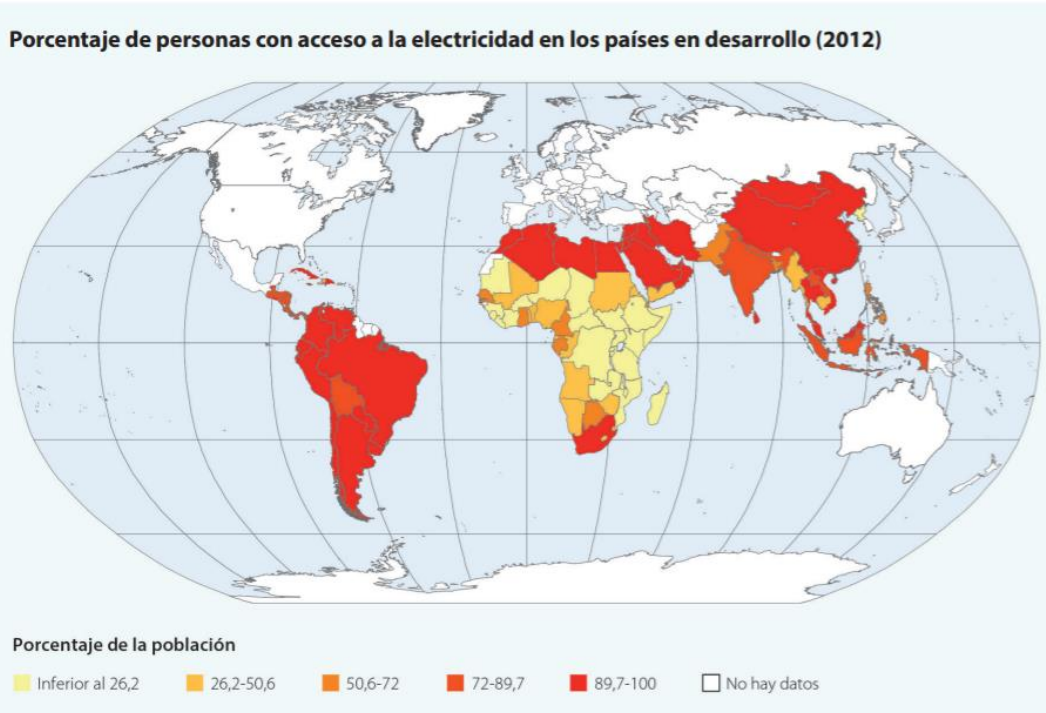 Porcentaje de personas con acceso a la electricidad en los países en desarrollo (2012)
Porcentaje de la población
Inferior al 26,2
26,2-50,6
50,6-72
72-89,7
89,7-100
No hay datos